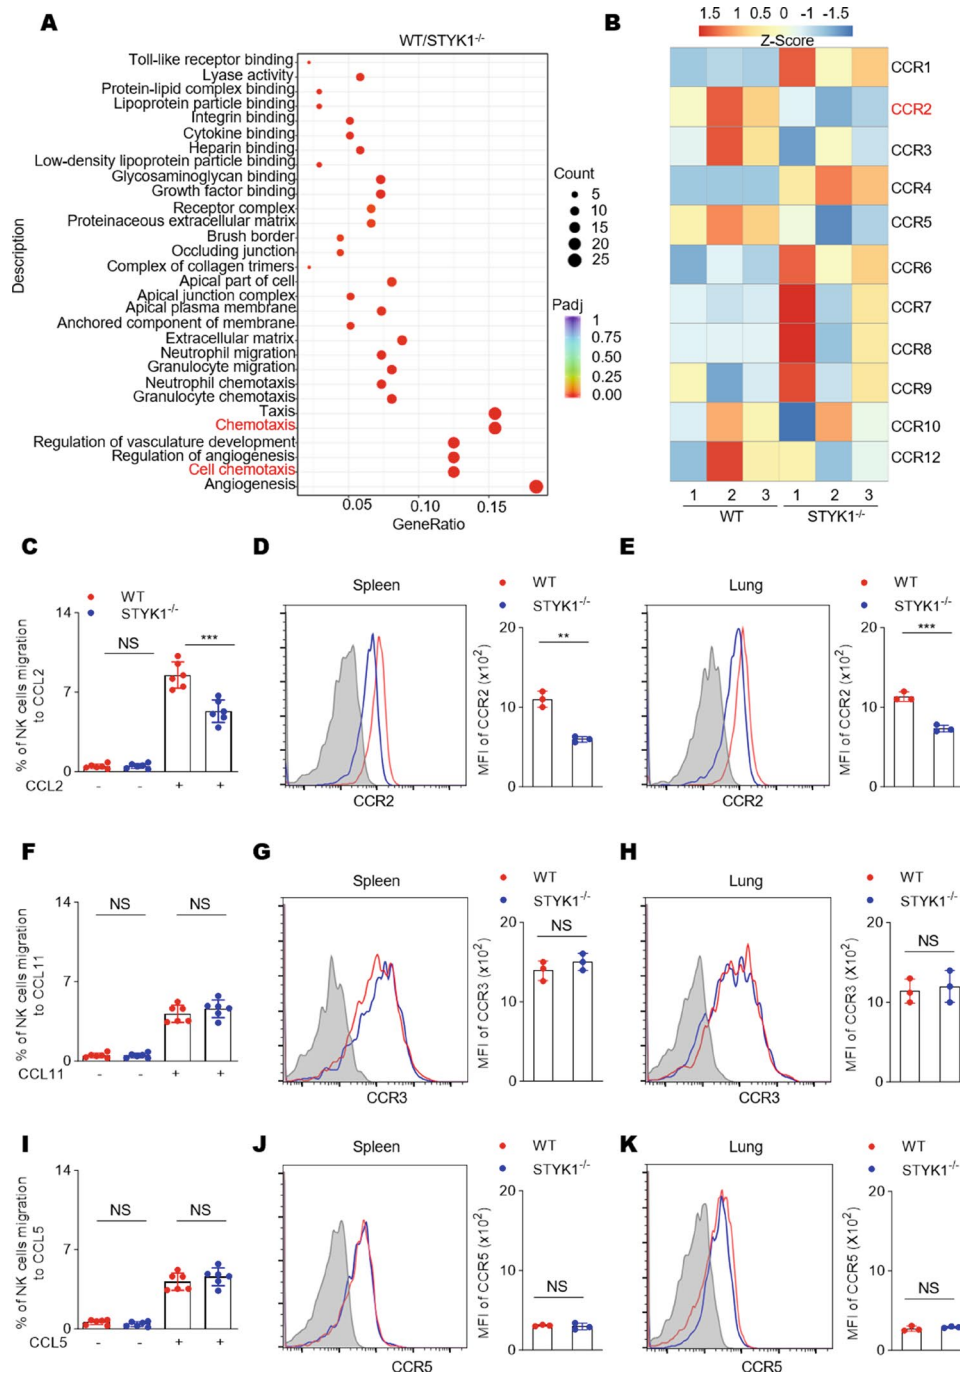 A
WT/STYK1-/-
Description
Toll-like receptor binding
Lyase activity
Protein-lipid complex binding
Lipoprotein particle binding
Integrin binding
Cytokine binding
Heparin binding
Low-density lipoprotein particle binding
Glycosaminoglycan binding
Growth factor binding
Receptor complex
Proteinaceous extracellular matrix
Brush border
Occluding junction
Complex of collagen trimers
Apical part of cell
Apical junction complex
Apical plasma membrane
Anchored component of membrane
Extracellular matrix
Neutrophil migration
Granulocyte migration
Neutrophil chemotaxis
Granulocyte chemotaxis
Taxis
Chemotaxis
Regulation of vasculature development
Regulation of angiogenesis
Cell chemotaxis
Angiogenesis
0.05 0.10 0.15
GeneRatio
Count
5
10
15
20
25
Padj
1
0.75
0.50
0.25
0.00
B
1.5 1 0.5 0 -1 -1.5
Z-Score
CCR1
CCR2
CCR3
CCR4
CCR5
CCR6
CCR7
CCR8
CCR9
CCR10
CCR12
1 2 3 1 2 3
WT STYK1-/-
C
WT
STYK1-/-
% of NK cells migration
to CCL2
14
7
0
NS ***
CCL2 - - + +
D
Spleen
CCR2
WT
STYK1-/-
MFI of CCR2 (x10²)
20
10
0
**
E
Lung
CCR2
WT
STYK1-/-
MFI of CCR2 (x10²)
20
10
0
***
F
% of NK cells migration
to CCL11
14
7
0
NS NS
CCL11 - - + +
G
Spleen
CCR3
WT
STYK1-/-
MFI of CCR3 (x10²)
20
10
0
NS
H
Lung
CCR3
WT
STYK1-/-
MFI of CCR3 (X10²)
20
10
0
NS
I
% of NK cells migration
to CCL5
14
7
0
NS NS
CCL5 - - + +
J
Spleen
CCR5
WT
STYK1-/-
MFI of CCR5 (x10²)
20
10
0
NS
K
Lung
CCR5
WT
STYK1-/-
MFI of CCR5 (X10²)
20
10
0
NS